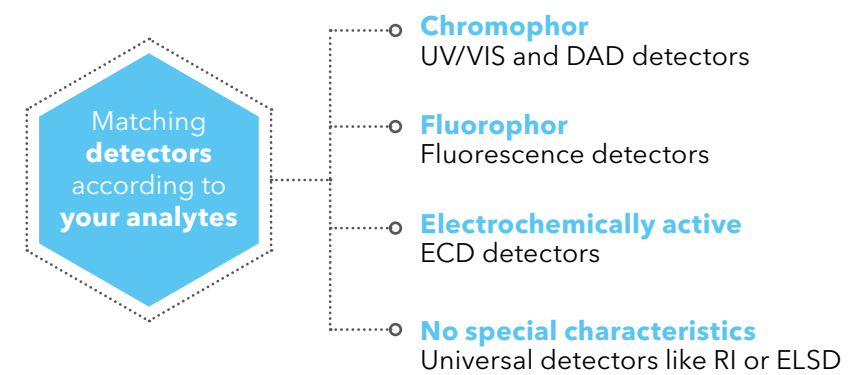 Matching
detectors
according to
your analytes
Chromophor
UV/VIS and DAD detectors
Fluorophor
Fluorescence detectors
Electrochemically active
ECD detectors
No special characteristics
Universal detectors like RI or ELSD